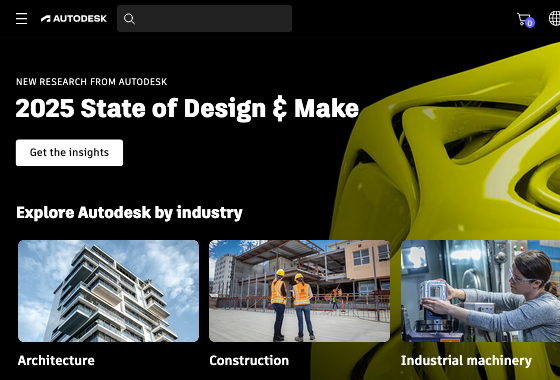 AUTODESK
0
NEW RESEARCH FROM AUTODESK
2025 State of Design & Make
Get the insights
Explore Autodesk by industry
Architecture
Construction
Industrial machinery